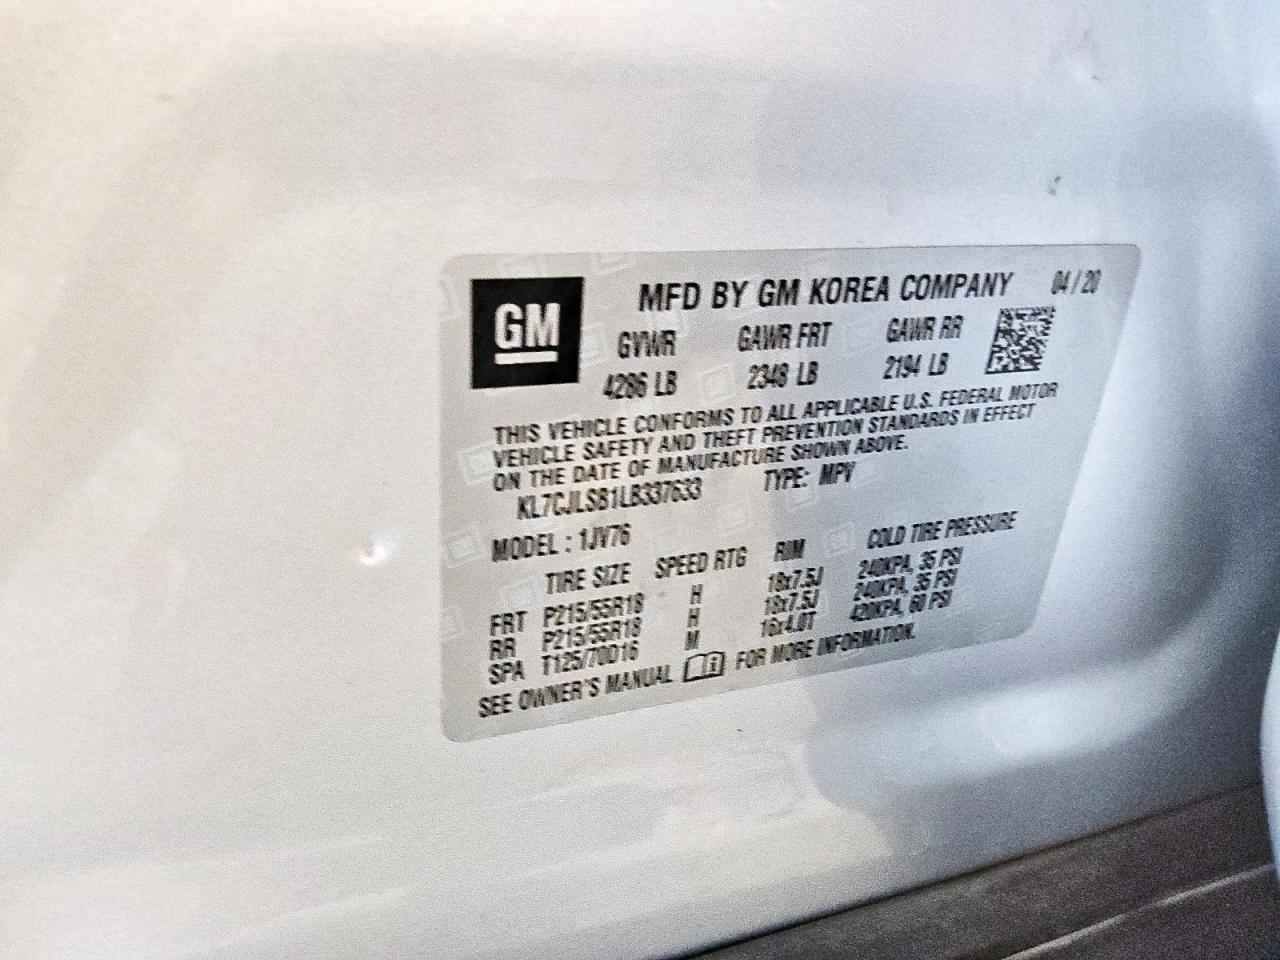 GM
MFD BY GM KOREA COMPANY 04/20
GVWR GAWR FRT GAWR RR
4286 LB 2348 LB 2194 LB
THIS VEHICLE CONFORMS TO ALL APPLICABLE U.S. FEDERAL MOTOR
VEHICLE SAFETY AND THEFT PREVENTION STANDARDS IN EFFECT
ON THE DATE OF MANUFACTURE SHOWN ABOVE.
KL7CJLSB1LB337633 TYPE: MPV
MODEL : 1JV76
TIRE SIZE SPEED RTG RIM COLD TIRE PRESSURE
FRT P215/55R18 H 18x7.5J 240KPA, 35 PSI
RR P215/55R18 H 18x7.5J 240KPA, 35 PSI
SPA T125/70D16 M 16x4.0T 420KPA, 60 PSI
SEE OWNER'S MANUAL FOR MORE INFORMATION.